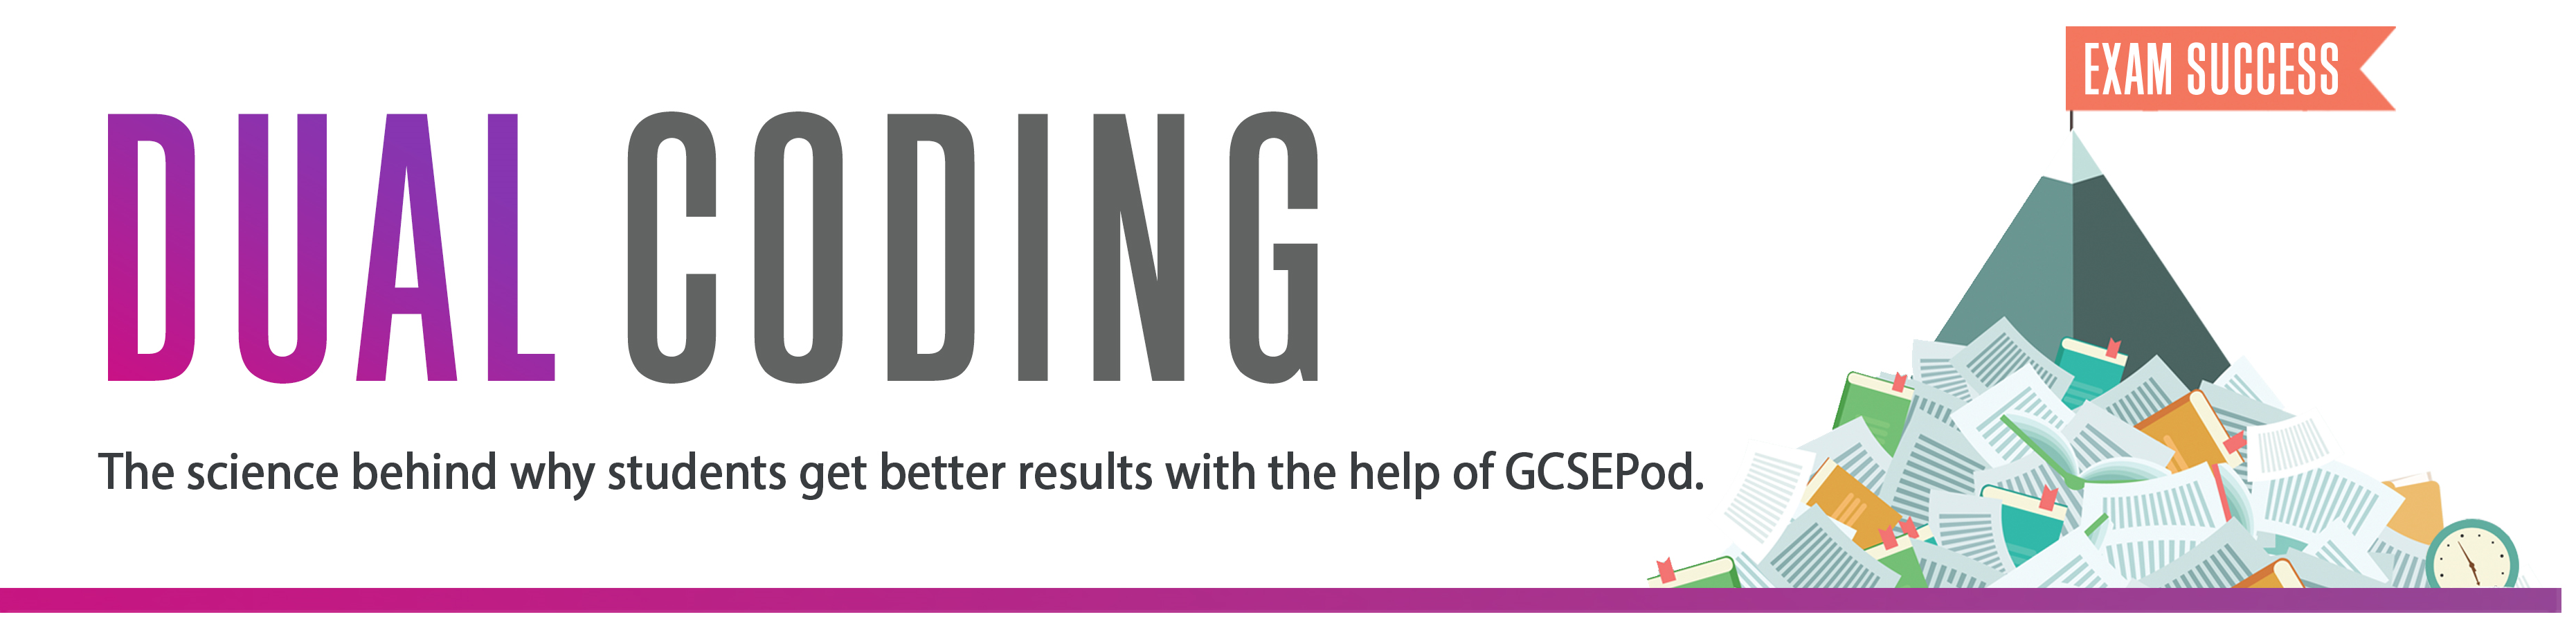 EXAM SUCCESS
DUAL CODING
The science behind why students get better results with the help of GCSEPod.